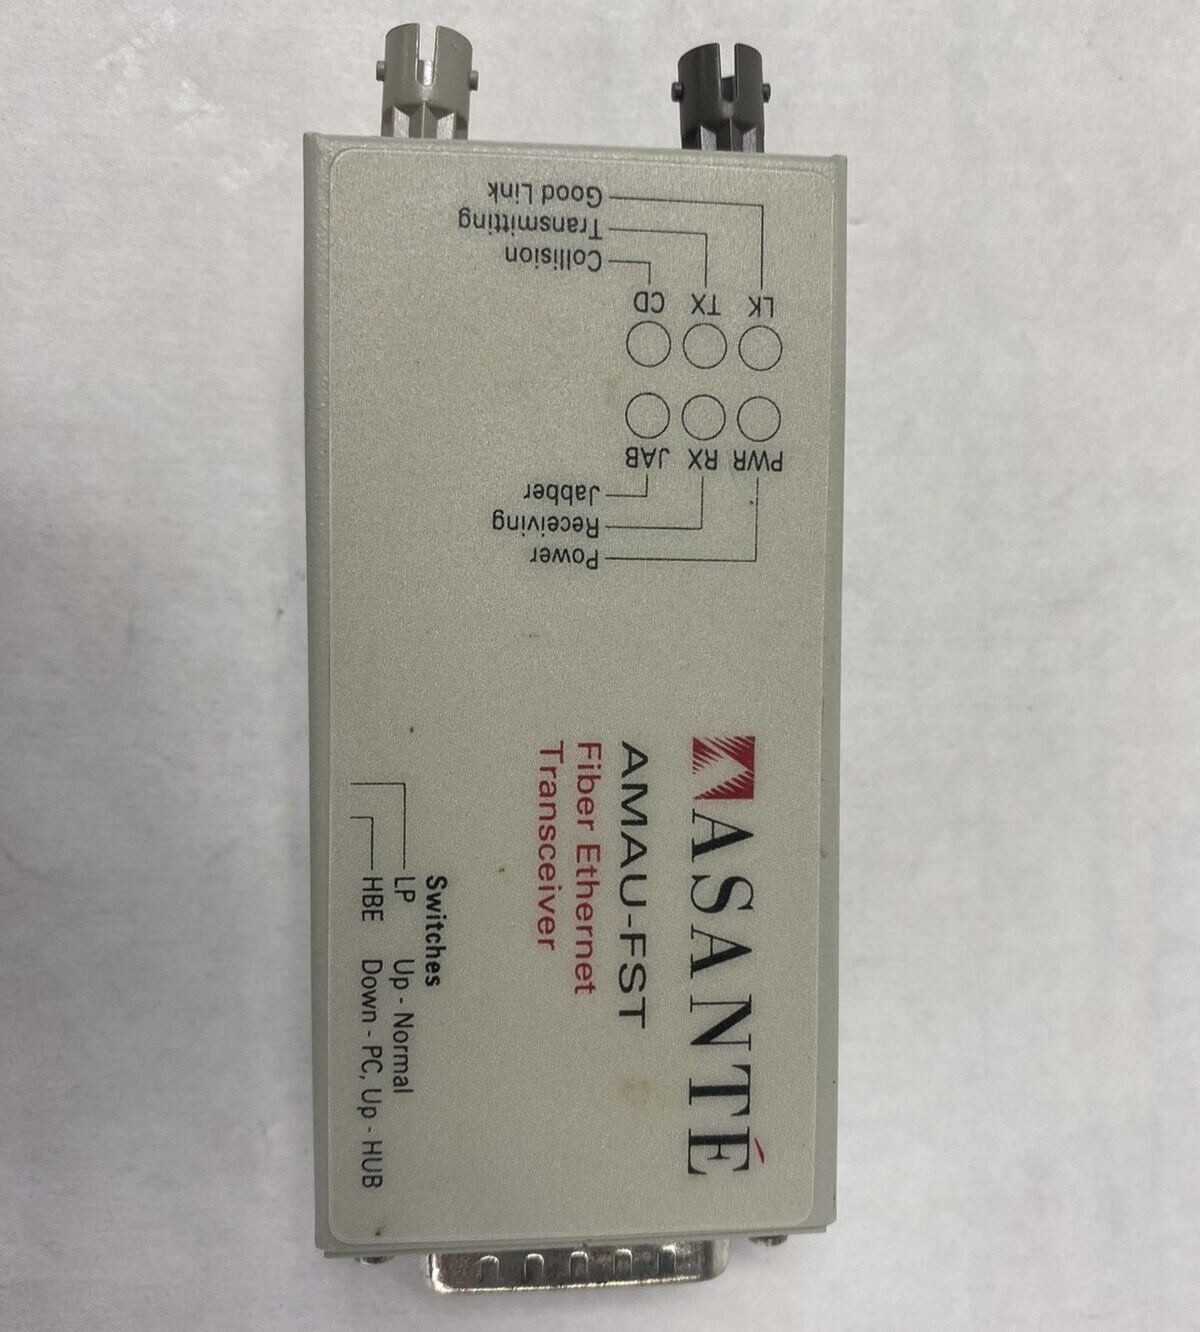 Good Link
Transmitting
Collision
LK TX CD
PWR RX JAB
Jabber
Receiving
Power
ASANTÉ
AMAU-FST
Fiber Ethernet
Transceiver
Switches
LP Up - Normal
HBE Down - PC, Up - HUB